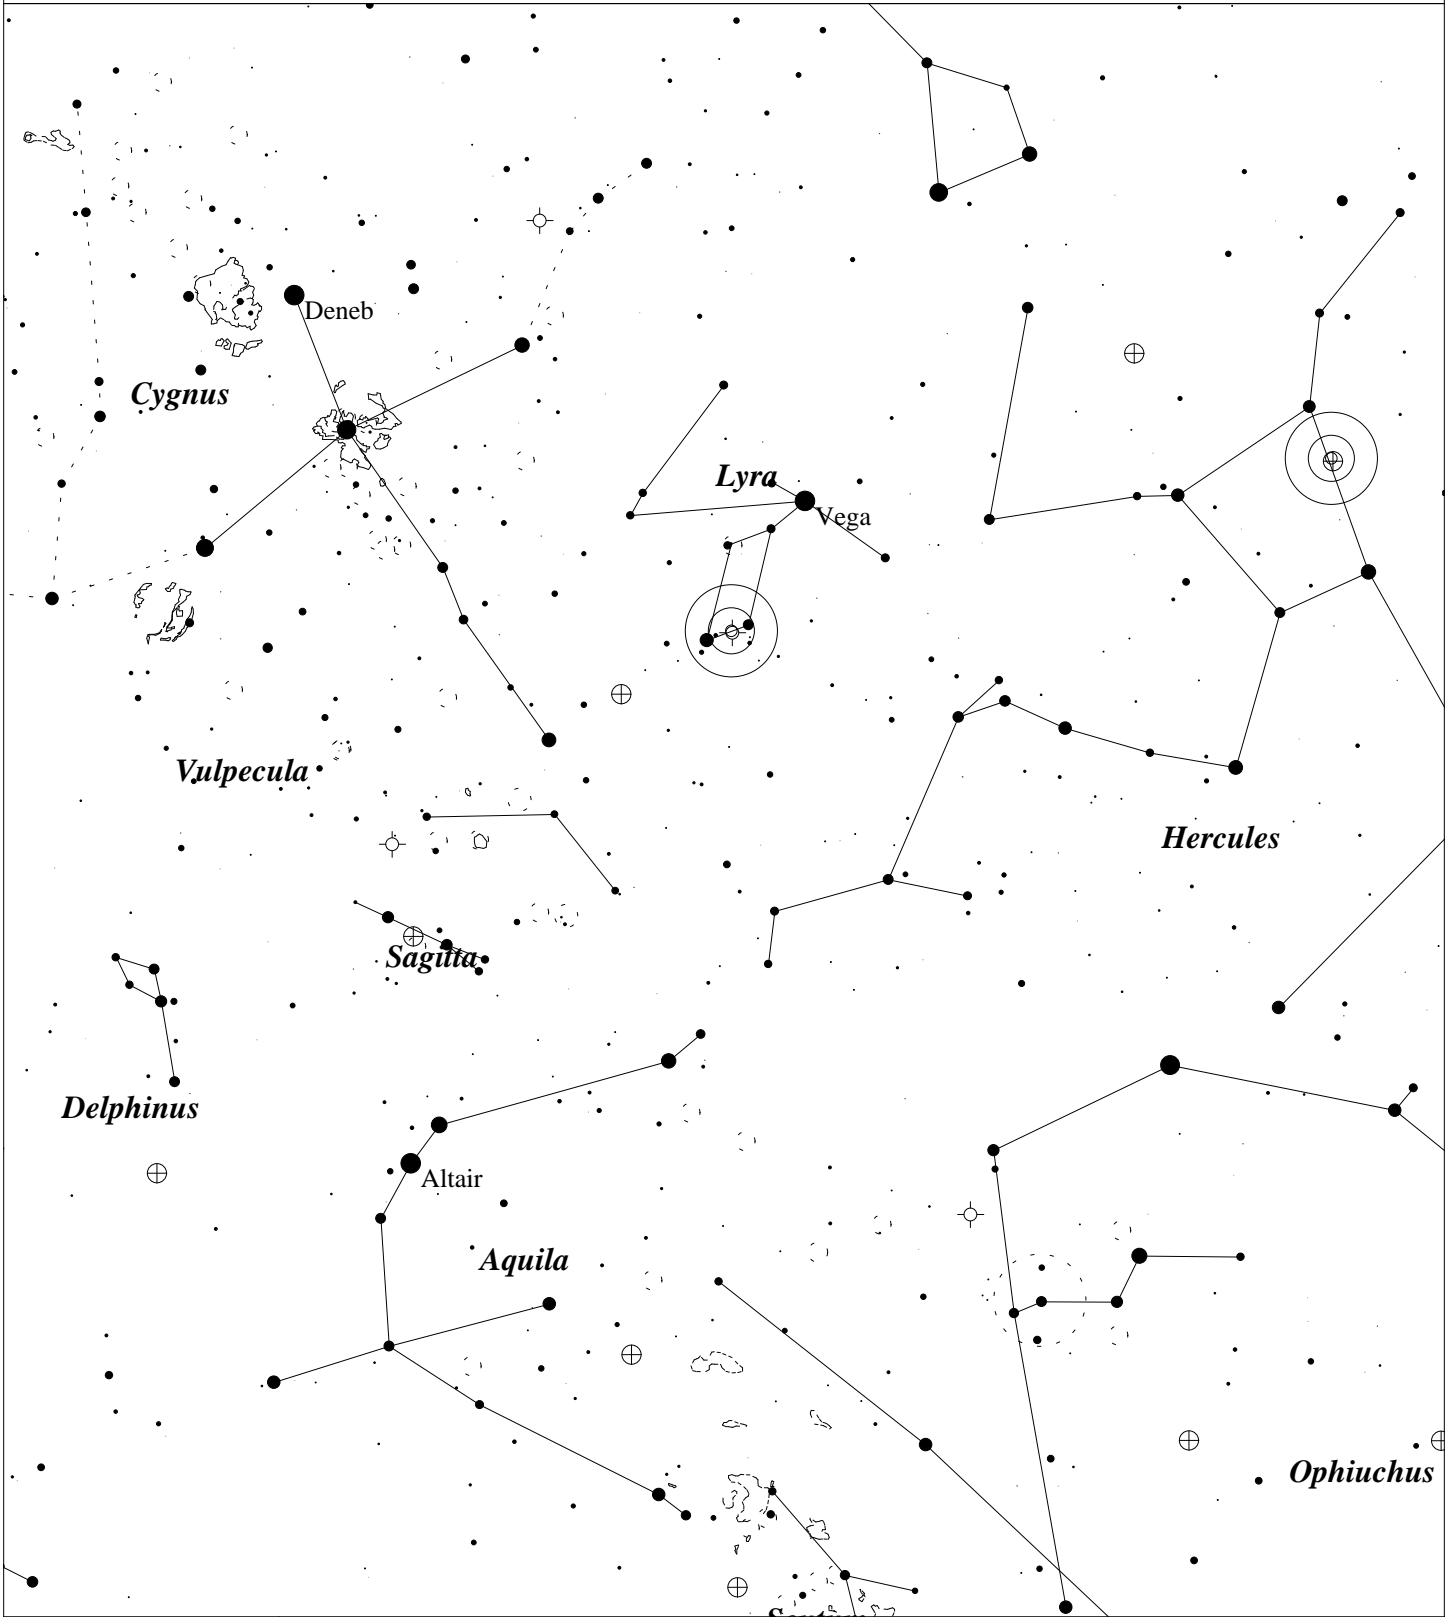 Deneb
Cygnus
Lyra
Vega
Vulpecula
Hercules
Sagitta
Delphinus
Altair
Aquila
Ophiuchus